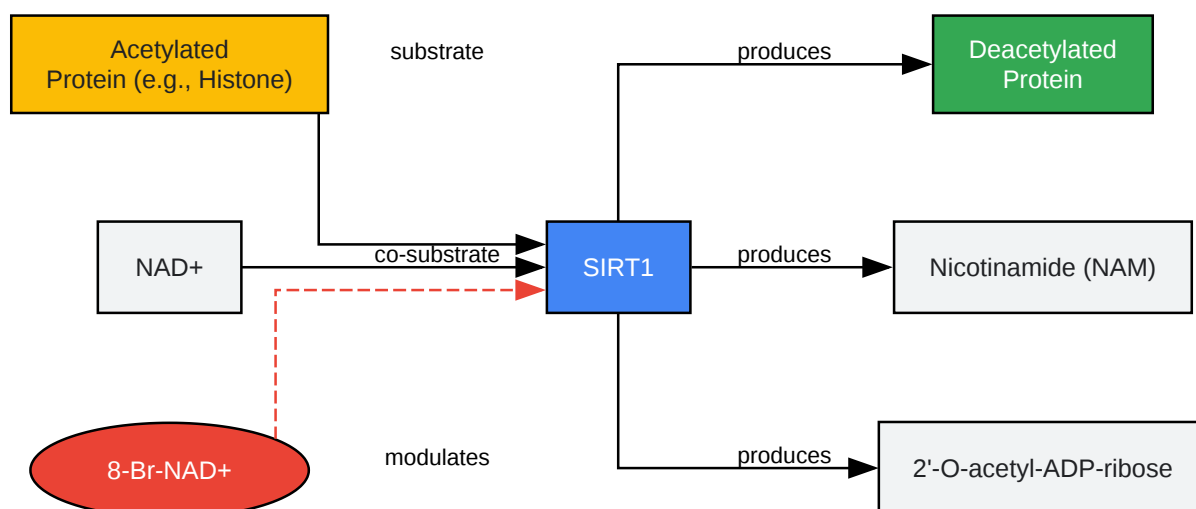 Acetylated
Protein (e.g., Histone)
substrate
produces
Deacetylated
Protein
NAD+
co-substrate
SIRT1
produces
Nicotinamide (NAM)
8-Br-NAD+
modulates
produces
2'-O-acetyl-ADP-ribose